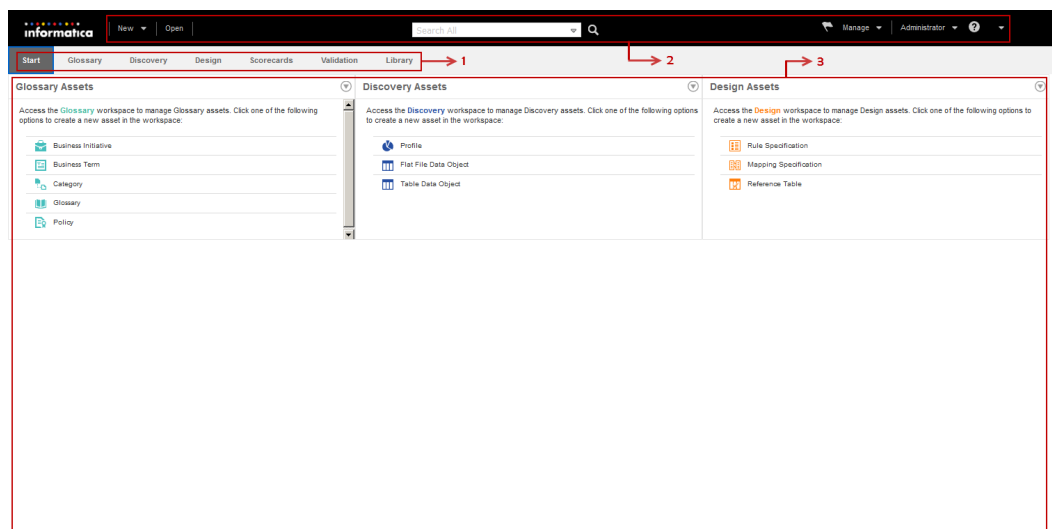 informatica New Open Search All Manage Administrator ?
Start Glossary Discovery Design Scorecards Validation Library 1 2 3
Glossary Assets
Access the Glossary workspace to manage Glossary assets. Click one of the following
options to create a new asset in the workspace:
Business Initiative
Business Term
Category
Glossary
Policy
Discovery Assets
Access the Discovery workspace to manage Discovery assets. Click one of the following options
to create a new asset in the workspace:
Profile
Flat File Data Object
Table Data Object
Design Assets
Access the Design workspace to manage Design assets. Click one of the following options to
create a new asset in the workspace:
Rule Specification
Mapping Specification
Reference Table